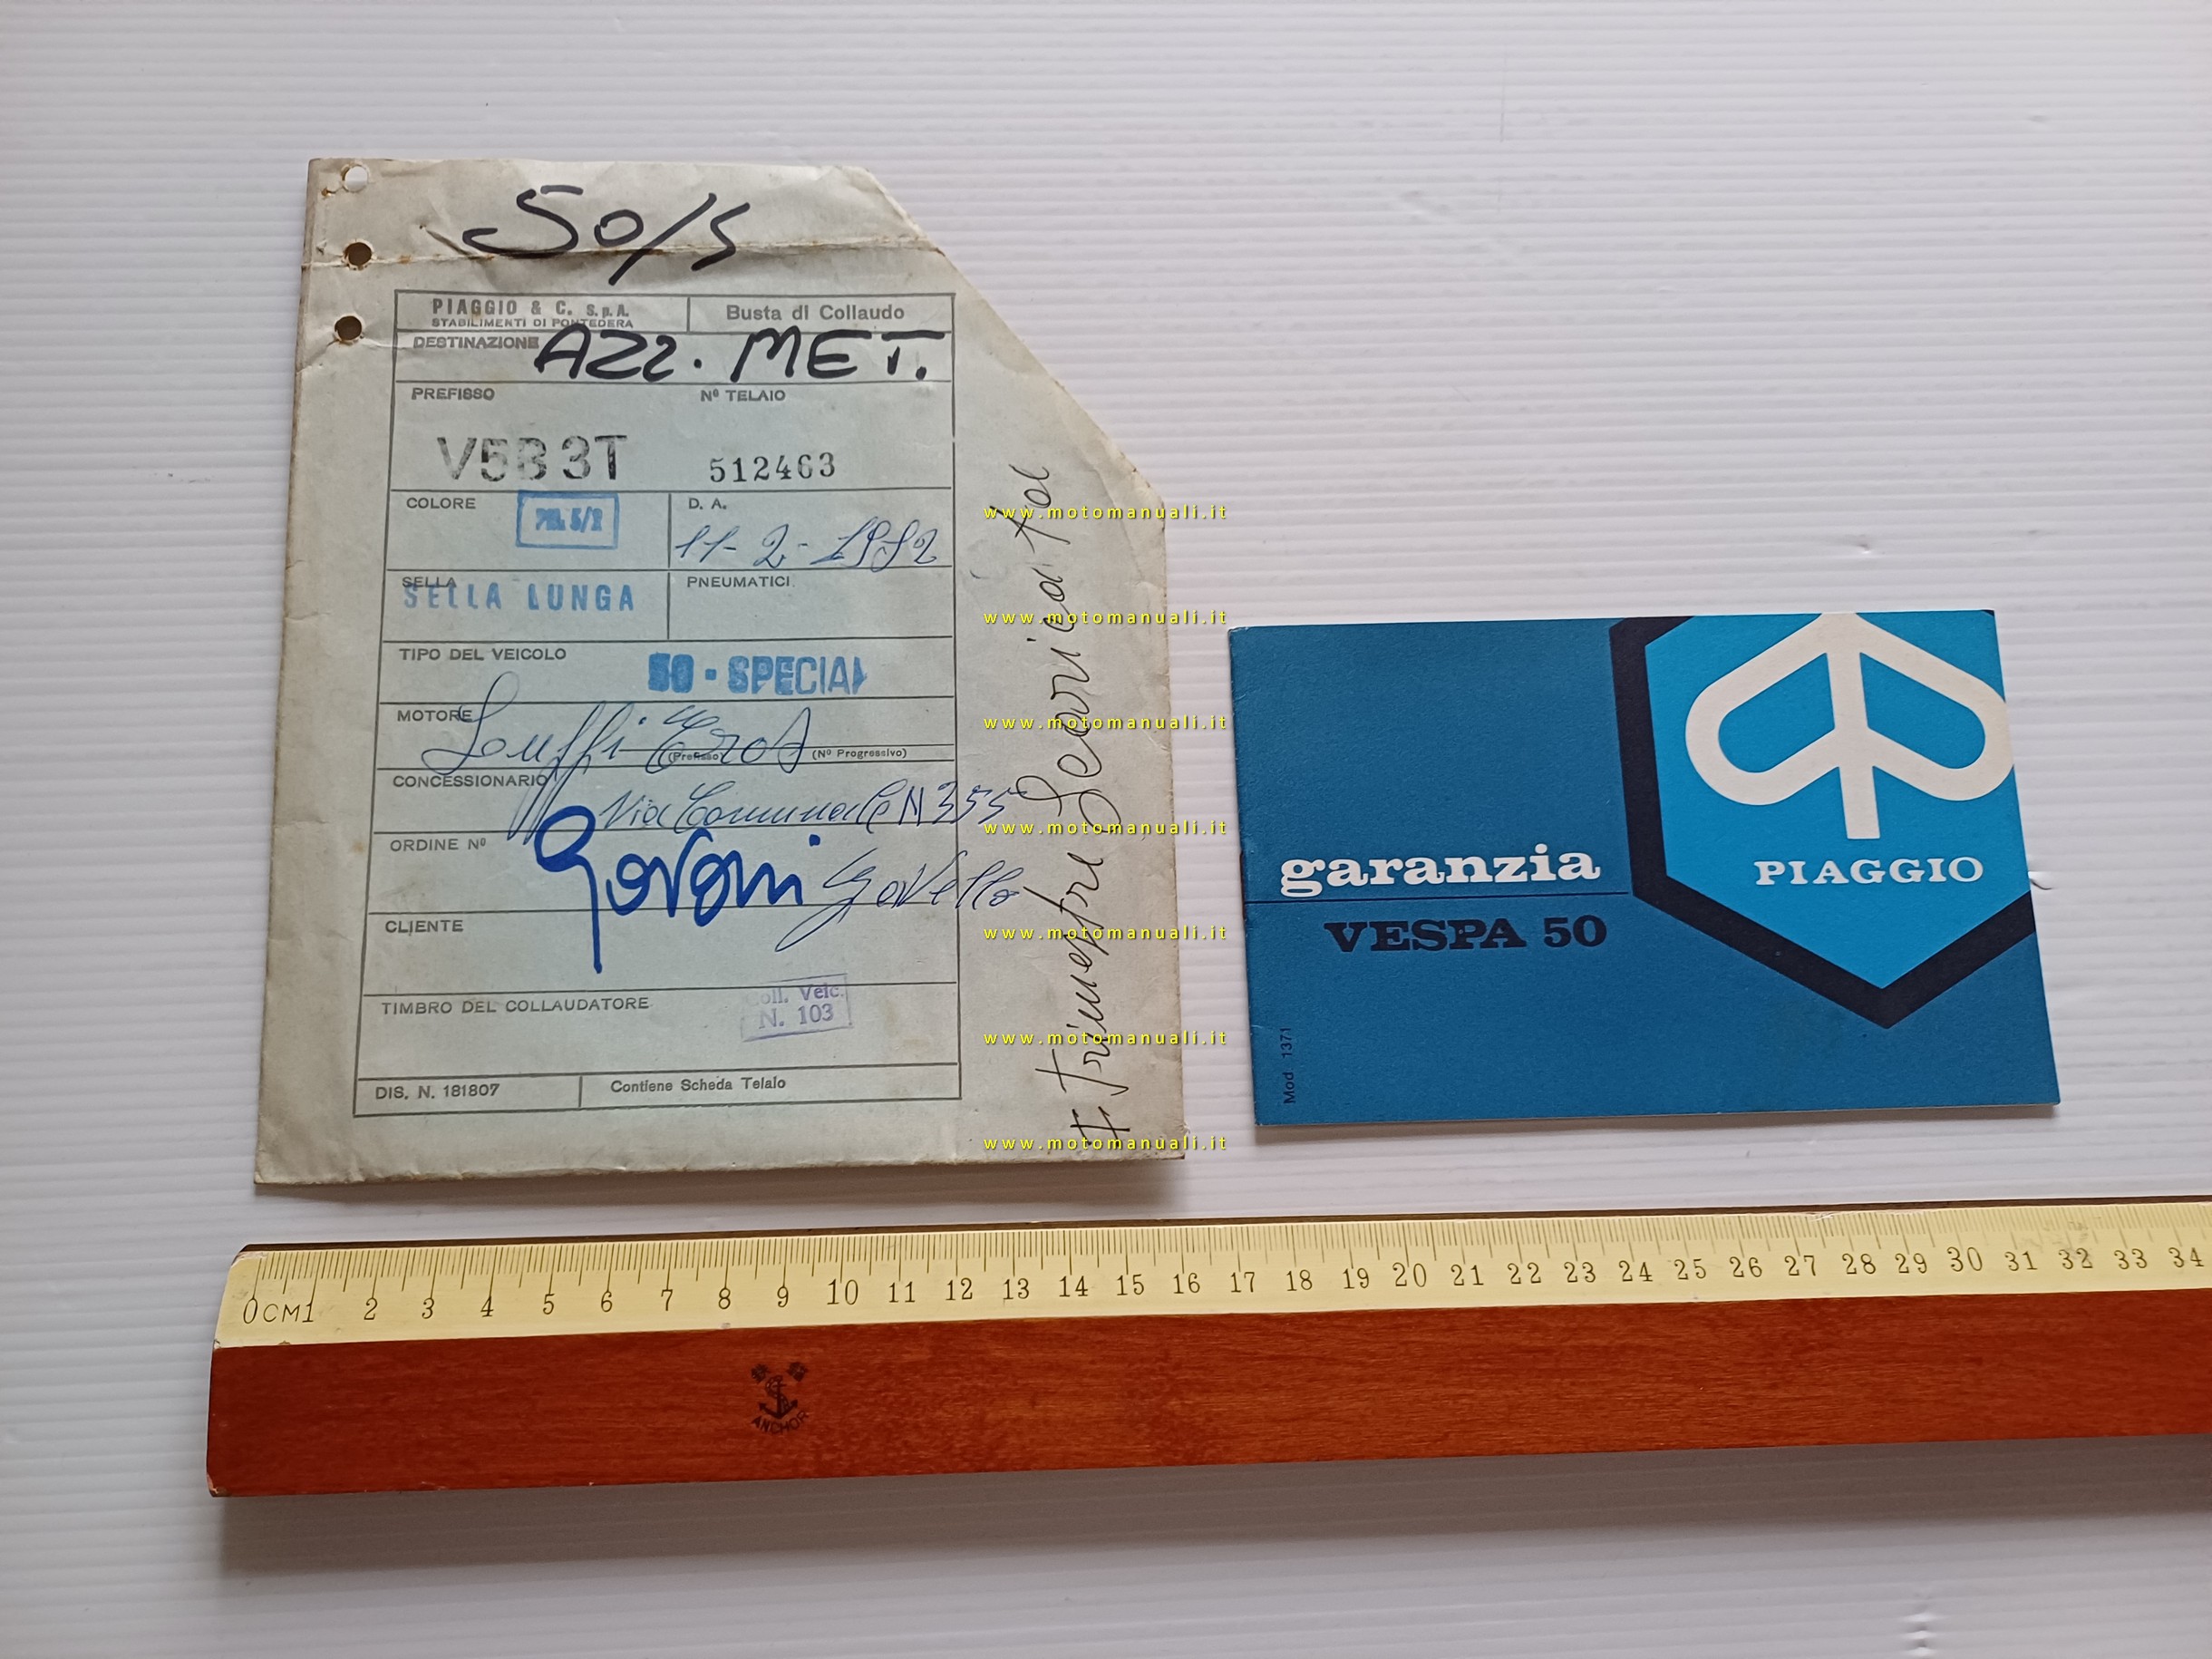 50/S
PIAGGIO & C. S.p.A.
STABILIMENTI DI PONTEDERA
Busta di Collaudo
DESTINAZIONE AZZ. MET.
PREFISSO Nº TELAIO
V5B3T 512463
COLORE D. A.
11-2-1982
SELLA PNEUMATICI
SELLA LUNGA
TIPO DEL VEICOLO 50 - SPECIAL
MOTORE
(Prefisso) (Nº Progressivo)
CONCESSIONARIO
Via Comunale N 355
ORDINE Nº
Govoni Gavello
CLIENTE
TIMBRO DEL COLLAUDATORE
Coll. Veic.
N. 103
DIS. N. 181807 Contiene Scheda Telaio
www.motomanuali.it
www.motomanuali.it
www.motomanuali.it
www.motomanuali.it
www.motomanuali.it
www.motomanuali.it
www.motomanuali.it
garanzia
VESPA 50
PIAGGIO
Mod 1371
0CM1 2 3 4 5 6 7 8 9 10 11 12 13 14 15 16 17 18 19 20 21 22 23 24 25 26 27 28 29 30 31 32 33 34
ANCHOR